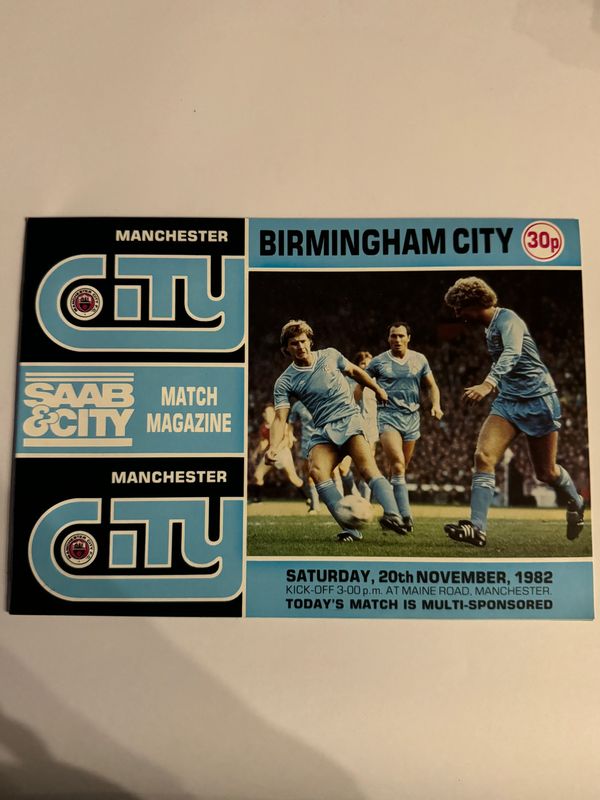 MANCHESTER
CITY
SAAB
&CITY
MATCH
MAGAZINE
MANCHESTER
CITY
BIRMINGHAM CITY
30p
SATURDAY, 20th NOVEMBER, 1982
KICK-OFF 3-00 p.m. AT MAINE ROAD, MANCHESTER.
TODAY'S MATCH IS MULTI-SPONSORED